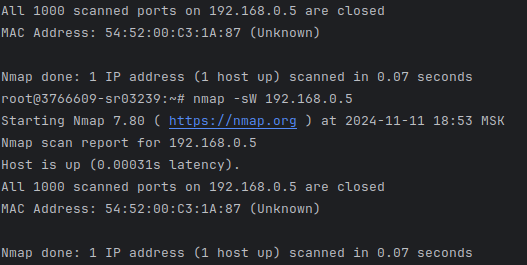 All 1000 scanned ports on 192.168.0.5 are closed
MAC Address: 54:52:00:C3:1A:87 (Unknown)
Nmap done: 1 IP address (1 host up) scanned in 0.07 seconds
root@3766609-sr03239:~# nmap -sW 192.168.0.5
Starting Nmap 7.80 ( https://nmap.org ) at 2024-11-11 18:53 MSK
Nmap scan report for 192.168.0.5
Host is up (0.00031s latency).
All 1000 scanned ports on 192.168.0.5 are closed
MAC Address: 54:52:00:C3:1A:87 (Unknown)
Nmap done: 1 IP address (1 host up) scanned in 0.07 seconds